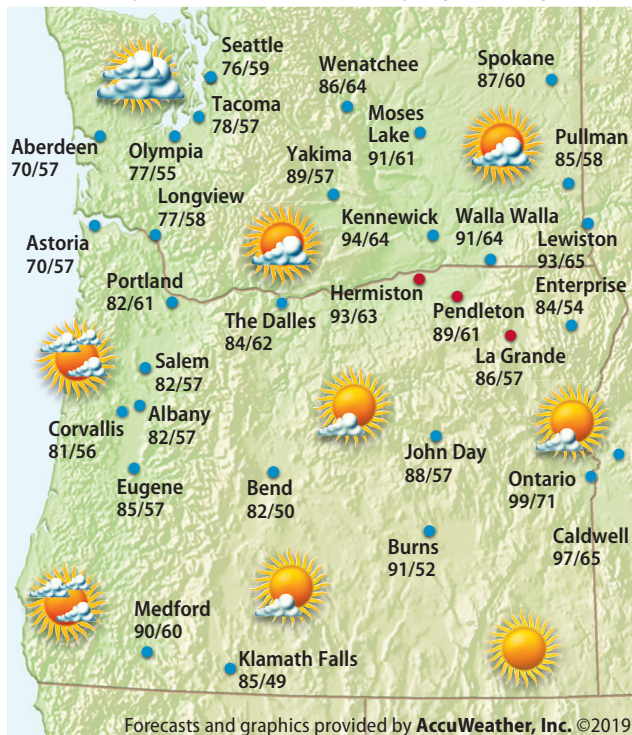 Seattle
76/59
Wenatchee
86/64
Spokane
87/60
Tacoma
78/57
Moses
Lake
91/61
Aberdeen
70/57
Olympia
77/55
Yakima
89/57
Pullman
85/58
Longview
77/58
Kennewick
94/64
Walla Walla
91/64
Lewiston
93/65
Astoria
70/57
Portland
82/61
The Dalles
84/62
Hermiston
93/63
Pendleton
89/61
Enterprise
84/54
La Grande
86/57
Salem
82/57
Albany
82/57
Corvallis
81/56
John Day
88/57
Ontario
99/71
Eugene
85/57
Bend
82/50
Burns
91/52
Caldwell
97/65
Medford
90/60
Klamath Falls
85/49
Forecasts and graphics provided by AccuWeather, Inc. ©2019